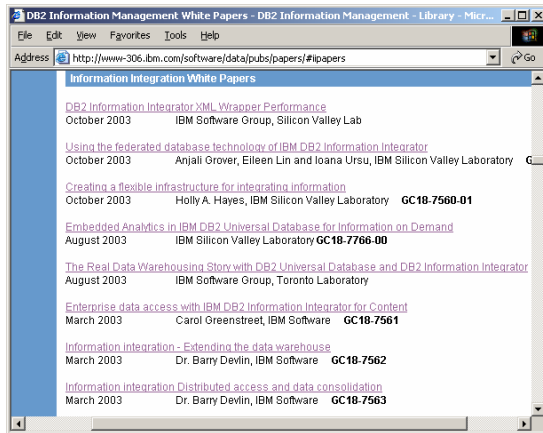 DB2 Information Management White Papers - DB2 Information Management - Library - Micr...
File Edit View Favorites Tools Help
Address http://www-306.ibm.com/software/data/pubs/papers/#iipapers Go
Information Integration White Papers
DB2 Information Integrator XML Wrapper Performance
October 2003 IBM Software Group, Silicon Valley Lab
Using the federated database technology of IBM DB2 Information Integrator
October 2003 Anjali Grover, Eileen Lin and Ioana Ursu, IBM Silicon Valley Laboratory G
Creating a flexible infrastructure for integrating information
October 2003 Holly A. Hayes, IBM Silicon Valley Laboratory GC18-7560-01
Embedded Analytics in IBM DB2 Universal Database for Information on Demand
August 2003 IBM Silicon Valley Laboratory GC18-7766-00
The Real Data Warehousing Story with DB2 Universal Database and DB2 Information Integrator
August 2003 IBM Software Group, Toronto Laboratory
Enterprise data access with IBM DB2 Information Integrator for Content
March 2003 Carol Greenstreet, IBM Software GC18-7561
Information integration - Extending the data warehouse
March 2003 Dr. Barry Devlin, IBM Software GC18-7562
Information integration Distributed access and data consolidation
March 2003 Dr. Barry Devlin, IBM Software GC18-7563